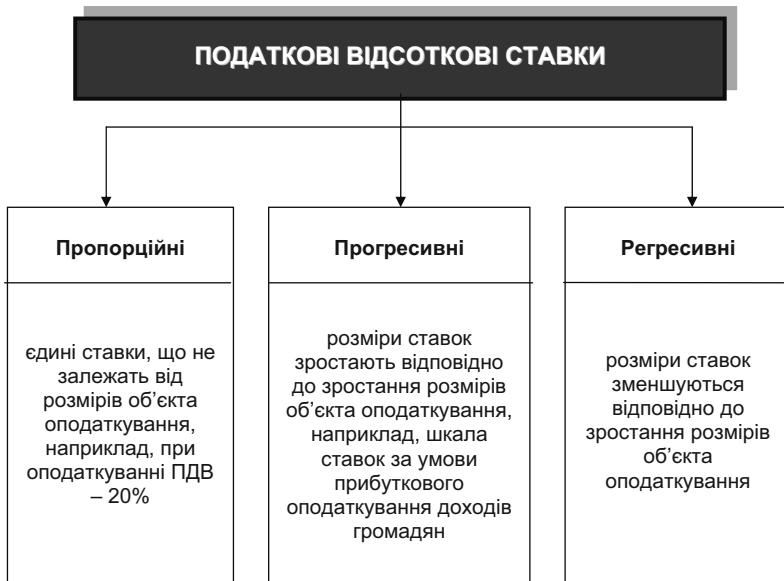 ПОДАТКОВІ ВІДСОТКОВІ СТАВКИ
Пропорційні
єдині ставки, що не
залежать від
розмірів об’єкта
оподаткування,
наприклад, при
оподаткуванні ПДВ
– 20%
Прогресивні
розміри ставок
зростають відповідно
до зростання розмірів
об’єкта оподаткування,
наприклад, шкала
ставок за умови
прибуткового
оподаткування доходів
громадян
Регресивні
розміри ставок
зменшуються
відповідно до
зростання розмірів
об’єкта
оподаткування